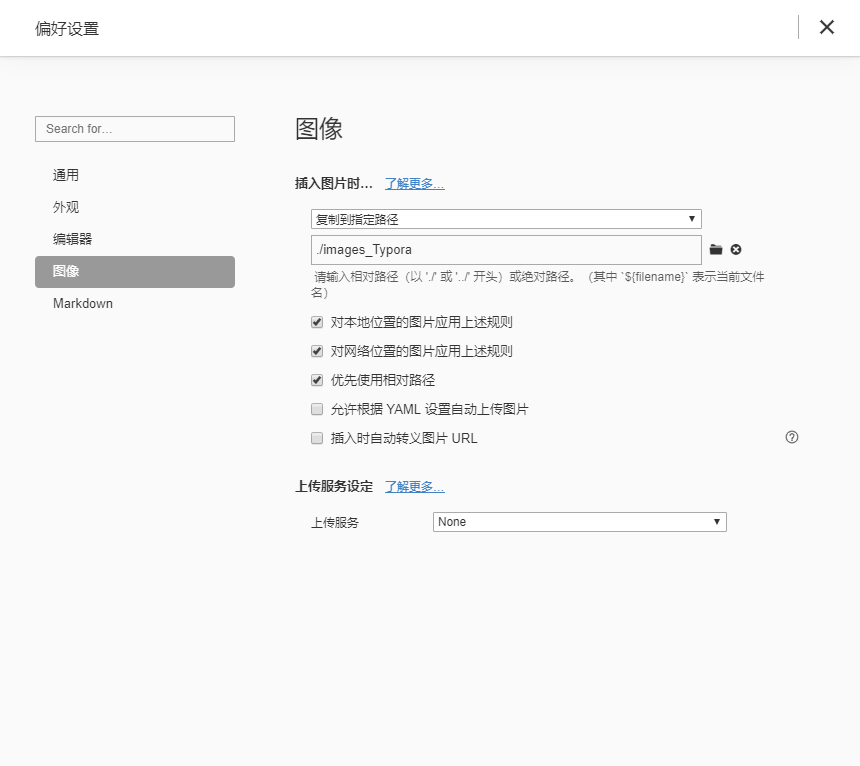 偏好设置
Search for…
通用
外观
编辑器
图像
Markdown
图像
插入图片时… 了解更多…
复制到指定路径
./images_Typora
请输入相对路径（以 './' 或 '../' 开头）或绝对路径。（其中 `${filename}` 表示当前文件
名）
对本地位置的图片应用上述规则
对网络位置的图片应用上述规则
优先使用相对路径
允许根据 YAML 设置自动上传图片
插入时自动转义图片 URL
上传服务设定 了解更多…
上传服务 None